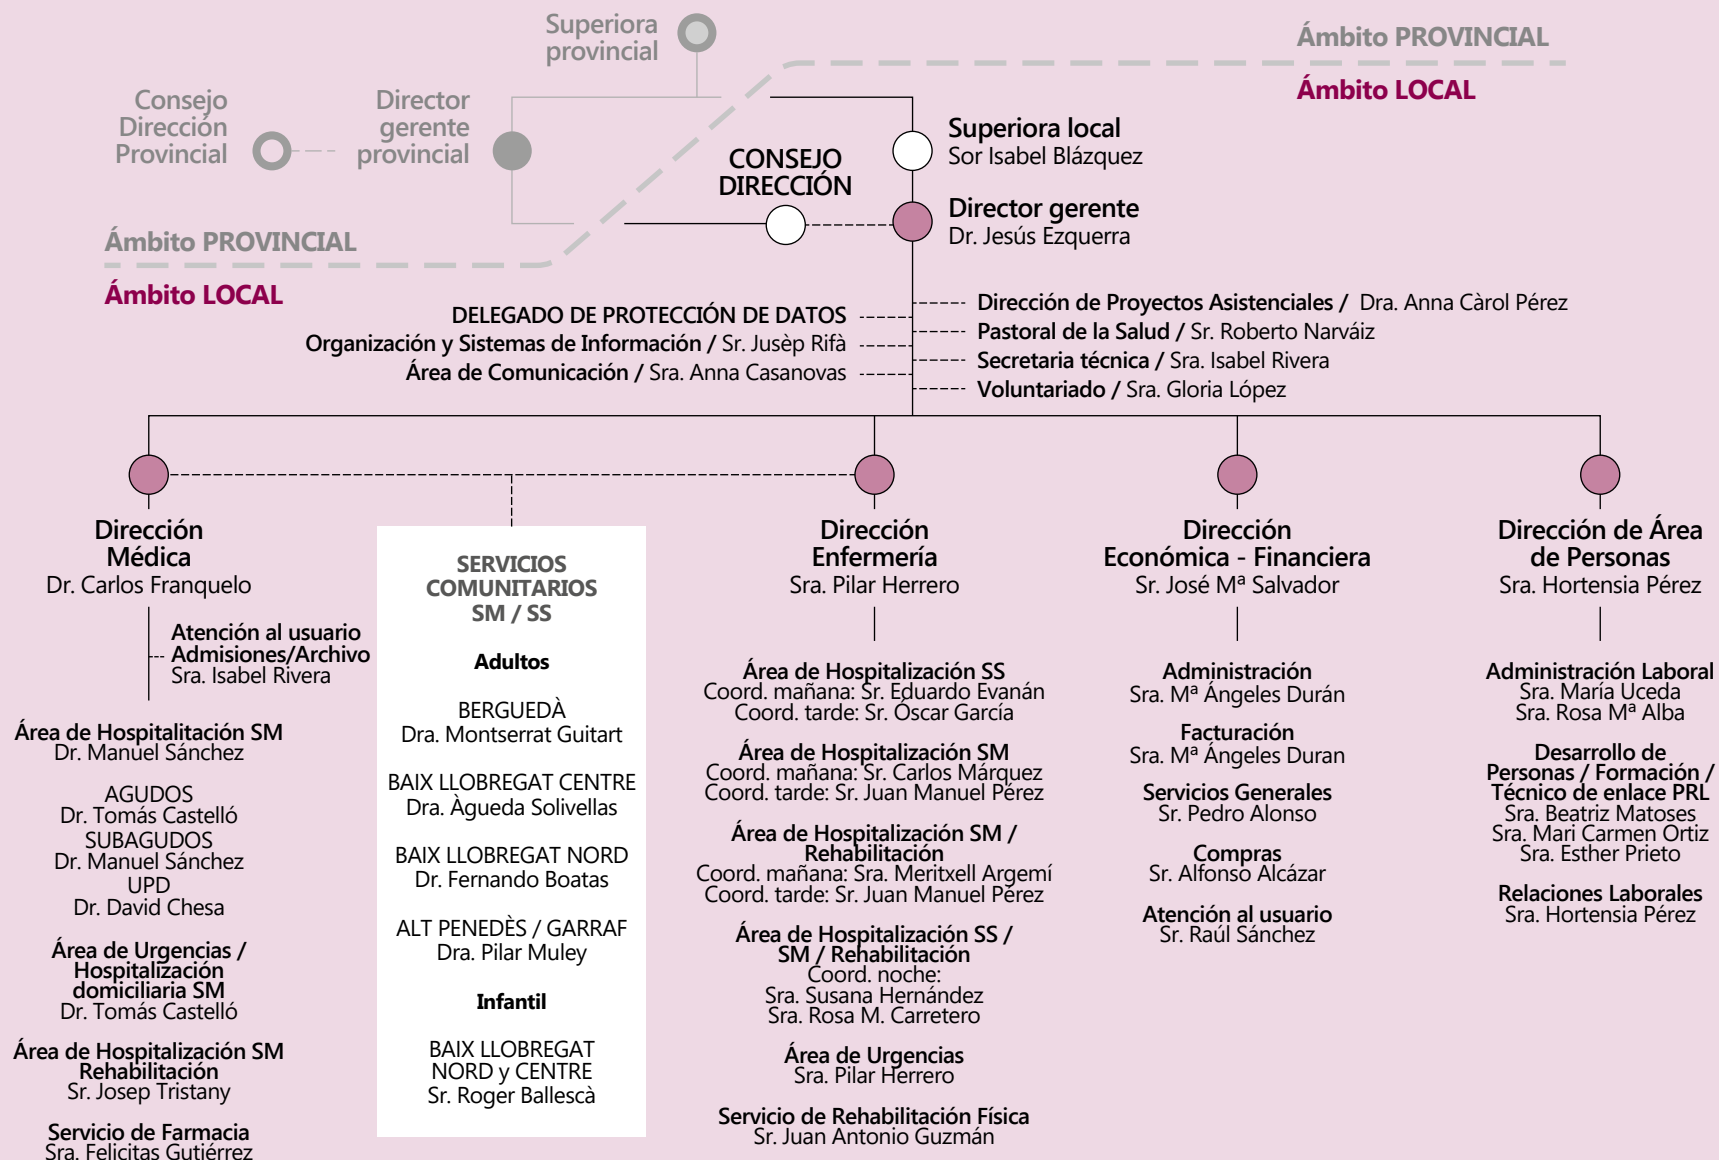 Superiora
provincial
Ámbito PROVINCIAL
Ámbito LOCAL
Consejo
Dirección
Provincial
Director
gerente
provincial
Superiora local
Sor Isabel Blázquez
CONSEJO
DIRECCIÓN
Director gerente
Dr. Jesús Ezquerra
Ámbito PROVINCIAL
Ámbito LOCAL
DELEGADO DE PROTECCIÓN DE DATOS
Organización y Sistemas de Información / Sr. Jusèp Rifà
Área de Comunicación / Sra. Anna Casanovas
Dirección de Proyectos Asistenciales / Dra. Anna Càrol Pérez
Pastoral de la Salud / Sr. Roberto Narváiz
Secretaria técnica / Sra. Isabel Rivera
Voluntariado / Sra. Gloria López
Dirección
Médica
Dr. Carlos Franquelo
Atención al usuario
Admisiones/Archivo
Sra. Isabel Rivera
Área de Hospitalitación SM
Dr. Manuel Sánchez
AGUDOS
Dr. Tomás Castelló
SUBAGUDOS
Dr. Manuel Sánchez
UPD
Dr. David Chesa
Área de Urgencias /
Hospitalización
domiciliaria SM
Dr. Tomás Castelló
Área de Hospitalización SM
Rehabilitación
Sr. Josep Tristany
Servicio de Farmacia
Sra. Felicitas Gutiérrez
SERVICIOS
COMUNITARIOS
SM / SS
Adultos
BERGUEDÀ
Dra. Montserrat Guitart
BAIX LLOBREGAT CENTRE
Dra. Àgueda Solivellas
BAIX LLOBREGAT NORD
Dr. Fernando Boatas
ALT PENEDÈS / GARRAF
Dra. Pilar Muley
Infantil
BAIX LLOBREGAT
NORD y CENTRE
Sr. Roger Ballescà
Dirección
Enfermería
Sra. Pilar Herrero
Área de Hospitalización SS
Coord. mañana: Sr. Eduardo Evanán
Coord. tarde: Sr. Óscar García
Área de Hospitalización SM
Coord. mañana: Sr. Carlos Márquez
Coord. tarde: Sr. Juan Manuel Pérez
Área de Hospitalización SM /
Rehabilitación
Coord. mañana: Sra. Meritxell Argemí
Coord. tarde: Sr. Juan Manuel Pérez
Área de Hospitalización SS /
SM / Rehabilitación
Coord. noche:
Sra. Susana Hernández
Sra. Rosa M. Carretero
Área de Urgencias
Sra. Pilar Herrero
Servicio de Rehabilitación Física
Sr. Juan Antonio Guzmán
Dirección
Económica - Financiera
Sr. José Mª Salvador
Administración
Sra. Mª Ángeles Durán
Facturación
Sra. Mª Ángeles Duran
Servicios Generales
Sr. Pedro Alonso
Compras
Sr. Alfonso Alcázar
Atención al usuario
Sr. Raúl Sánchez
Dirección de Área
de Personas
Sra. Hortensia Pérez
Administración Laboral
Sra. María Uceda
Sra. Rosa Mª Alba
Desarrollo de
Personas / Formación /
Técnico de enlace PRL
Sra. Beatriz Matoses
Sra. Mari Carmen Ortiz
Sra. Esther Prieto
Relaciones Laborales
Sra. Hortensia Pérez